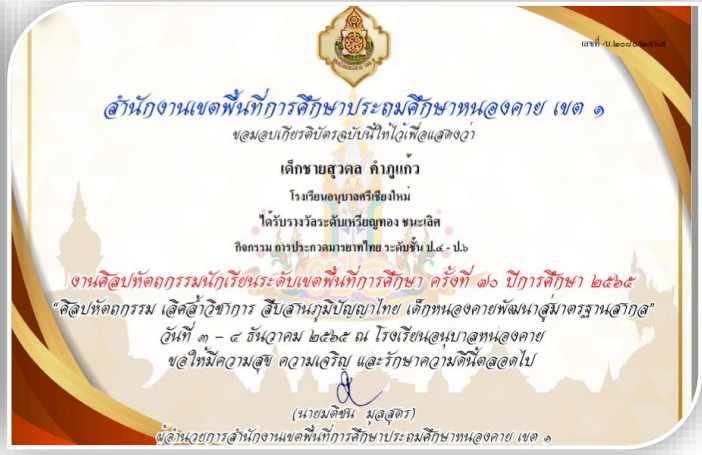 เลขที่ -น.๒๐๘๐/๒๕๖๕
สำนักงานเขตพื้นที่การศึกษาประถมศึกษาหนองคาย เขต ๑
ขอมอบเกียรติบัตรฉบับนี้ให้ไว้เพื่อแสดงว่า
เด็กชายสุวดล คำภูแก้ว
โรงเรียนอนุบาลศรีเชียงใหม่
ได้รับรางวัลระดับเหรียญทอง ชนะเลิศ
กิจกรรม การประกวดมารยาทไทย ระดับชั้น ป.๔ - ป.๖
งานศิลปหัตถกรรมนักเรียนระดับเขตพื้นที่การศึกษา ครั้งที่ ๗๐ ปีการศึกษา ๒๕๖๕
“ศิลปหัตถกรรม เลิศล้ำวิชาการ สืบสานภูมิปัญญาไทย เด็กหนองคายพัฒนาสู่มาตรฐานสากล”
วันที่ ๓ - ๔ ธันวาคม ๒๕๖๕ ณ โรงเรียนอนุบาลหนองคาย
ขอให้มีความสุข ความเจริญ และรักษาความดีนี้ตลอดไป
(นายมติชน มูลสูตร)
ผู้อำนวยการสำนักงานเขตพื้นที่การศึกษาประถมศึกษาหนองคาย เขต ๑